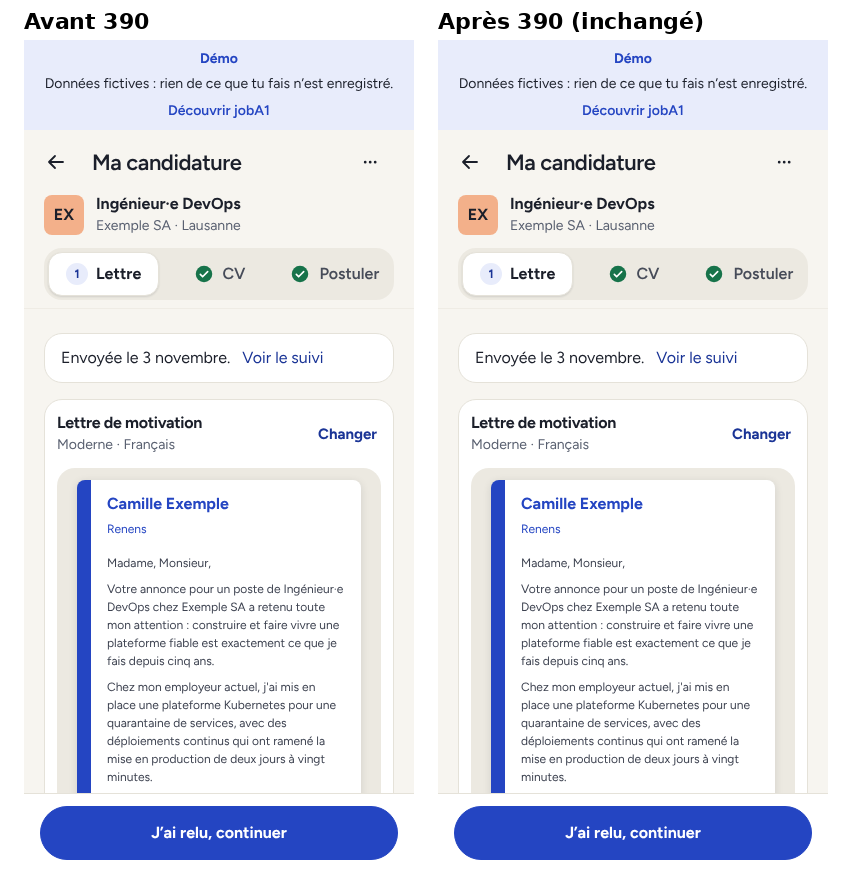 Avant 390
Démo
Données fictives : rien de ce que tu fais n’est enregistré.
Découvrir jobA1
Ma candidature
EX
Ingénieur·e DevOps
Exemple SA · Lausanne
1 Lettre
CV
Postuler
Envoyée le 3 novembre. Voir le suivi
Lettre de motivation
Moderne · Français
Changer
Camille Exemple
Renens
Madame, Monsieur,
Votre annonce pour un poste de Ingénieur·e
DevOps chez Exemple SA a retenu toute
mon attention : construire et faire vivre une
plateforme fiable est exactement ce que je
fais depuis cinq ans.
Chez mon employeur actuel, j'ai mis en
place une plateforme Kubernetes pour une
quarantaine de services, avec des
déploiements continus qui ont ramené la
mise en production de deux jours à vingt
minutes.
J’ai relu, continuer
Après 390 (inchangé)
Démo
Données fictives : rien de ce que tu fais n’est enregistré.
Découvrir jobA1
Ma candidature
EX
Ingénieur·e DevOps
Exemple SA · Lausanne
1 Lettre
CV
Postuler
Envoyée le 3 novembre. Voir le suivi
Lettre de motivation
Moderne · Français
Changer
Camille Exemple
Renens
Madame, Monsieur,
Votre annonce pour un poste de Ingénieur·e
DevOps chez Exemple SA a retenu toute
mon attention : construire et faire vivre une
plateforme fiable est exactement ce que je
fais depuis cinq ans.
Chez mon employeur actuel, j'ai mis en
place une plateforme Kubernetes pour une
quarantaine de services, avec des
déploiements continus qui ont ramené la
mise en production de deux jours à vingt
minutes.
J’ai relu, continuer